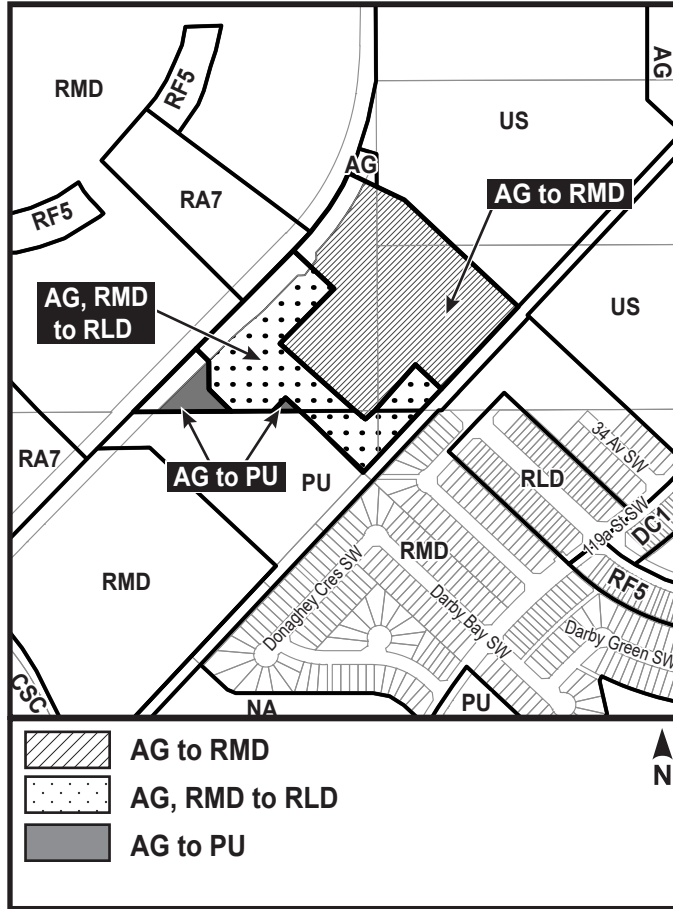 RMD
RF5
AG
US
AG
RA7
AG to RMD
RF5
AG, RMD
to RLD
US
34 Av SW
RA7
AG to PU
PU
RLD
119a St SW
DC1
RMD
RMD
RF5
Donaghey Cres SW
Darby Bay SW
Darby Green SW
CSC
NA
PU
AG to RMD
N
AG, RMD to RLD
AG to PU